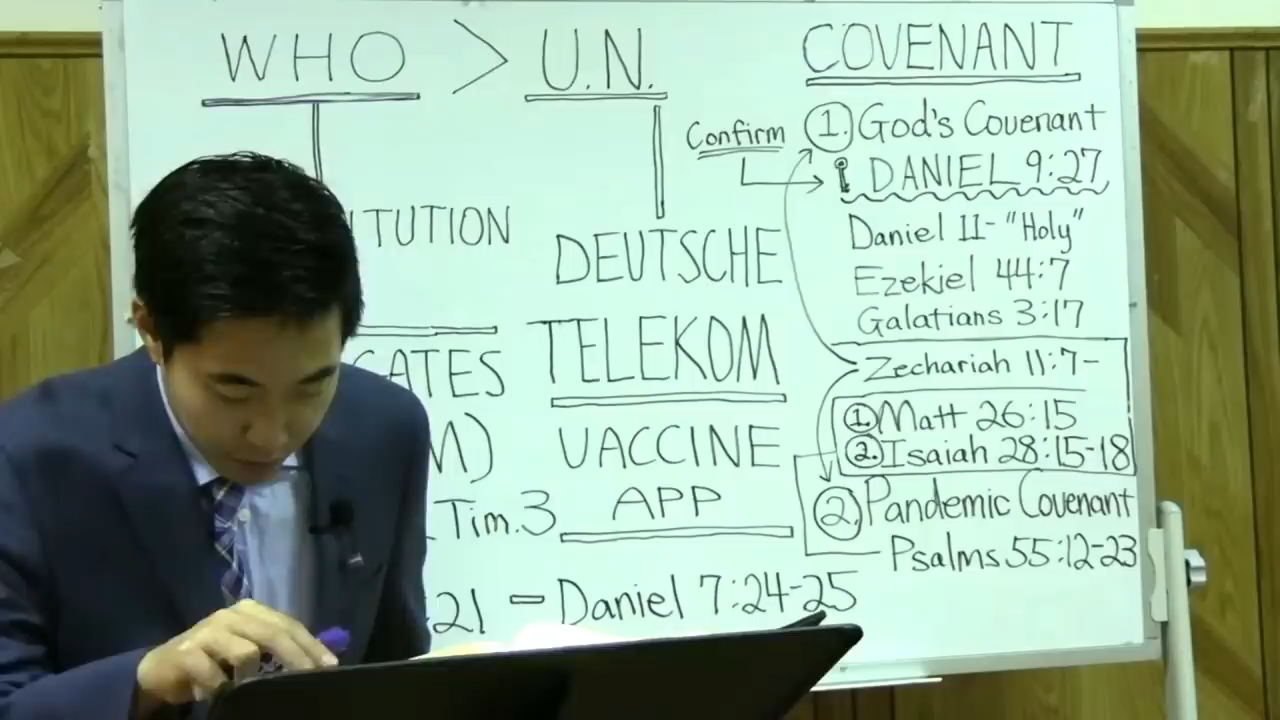 WHO > U.N.
TUTION
DEUTSCHE
GATES
TELEKOM
M)
VACCINE
Tim.3
APP
:21 = Daniel 7:24-25
COVENANT
Confirm
1. God's Covenant
DANIEL 9:27
Daniel 11- "Holy"
Ezekiel 44:7
Galatians 3:17
Zechariah 11:7-
1. Matt 26:15
2. Isaiah 28:15-18
2. Pandemic Covenant
Psalms 55:12-23